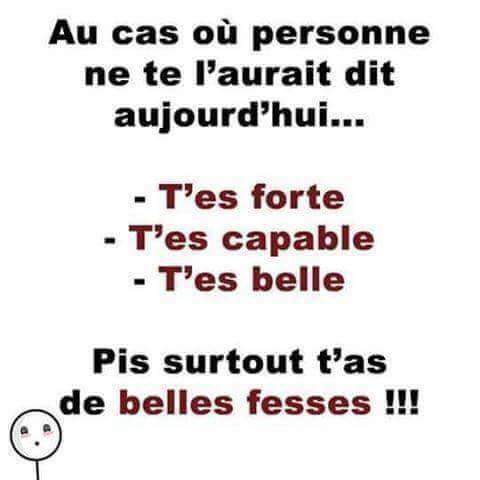 Au cas où personne
ne te l'aurait dit
aujourd'hui...
- T'es forte
- T'es capable
- T'es belle
Pis surtout t'as
de belles fesses !!!